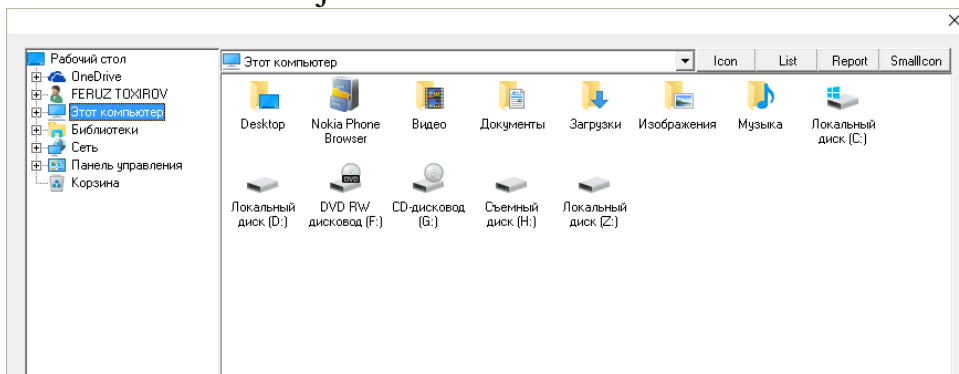 Рабочий стол
OneDrive
FERUZ TOXIROV
Этот компьютер
Библиотеки
Сеть
Панель управления
Корзина
Этот компьютер
Icon List Report SmallIcon
Desktop
Nokia Phone
Browser
Видео
Документы
Загрузки
Изображения
Музыка
Локальный
диск (C:)
Локальный
диск (D:)
DVD RW
дисковод (F:)
CD-дисковод
(G:)
Съемный
диск (H:)
Локальный
диск (Z:)